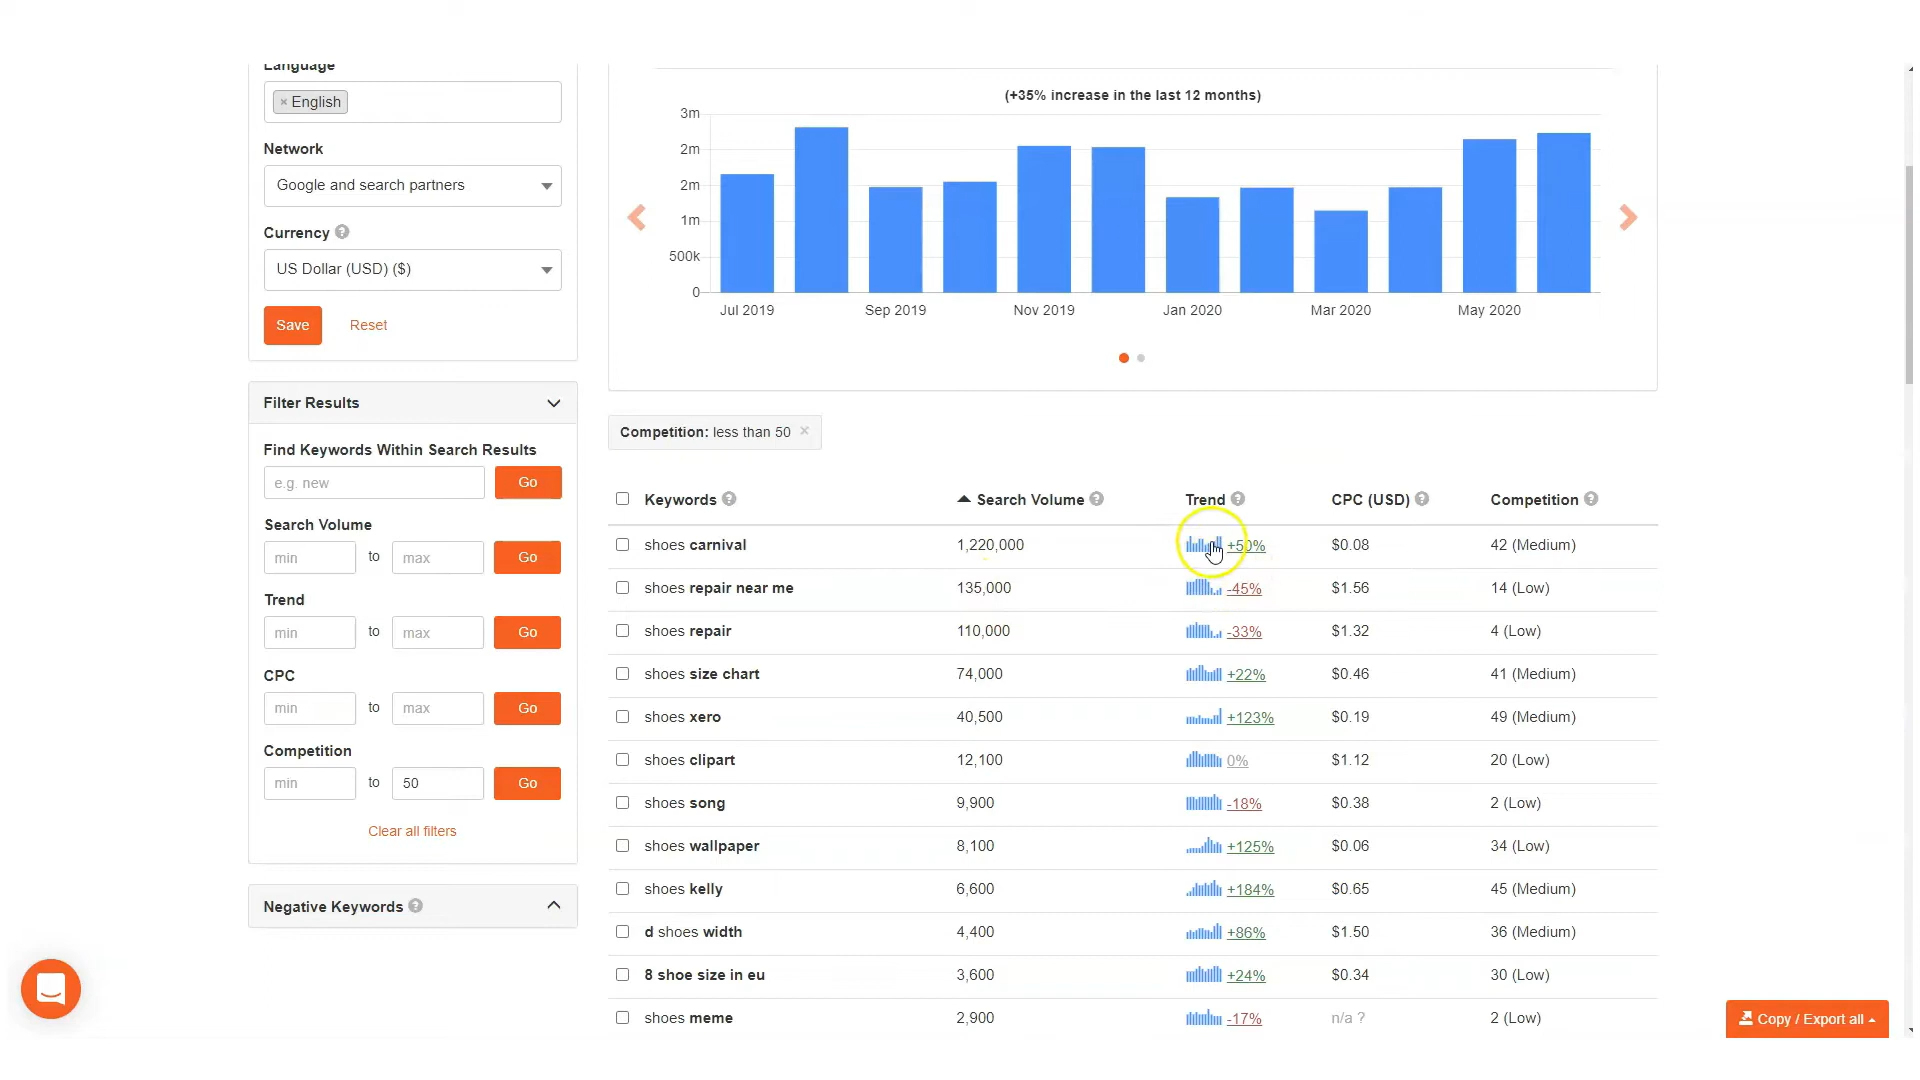 Language
× English
Network
Google and search partners
Currency ?
US Dollar (USD) ($)
Save Reset
Filter Results
Find Keywords Within Search Results
e.g. new Go
Search Volume
min to max Go
Trend
min to max Go
CPC
min to max Go
Competition
min to 50 Go
Clear all filters
Negative Keywords ?
(+35% increase in the last 12 months)
3m
2m
2m
1m
500k
0
Jul 2019 Sep 2019 Nov 2019 Jan 2020 Mar 2020 May 2020
Competition: less than 50 ×
Keywords ? Search Volume ? Trend ? CPC (USD) ? Competition ?
shoes carnival 1,220,000 +50% $0.08 42 (Medium)
shoes repair near me 135,000 -45% $1.56 14 (Low)
shoes repair 110,000 -33% $1.32 4 (Low)
shoes size chart 74,000 +22% $0.46 41 (Medium)
shoes xero 40,500 +123% $0.19 49 (Medium)
shoes clipart 12,100 0% $1.12 20 (Low)
shoes song 9,900 -18% $0.38 2 (Low)
shoes wallpaper 8,100 +125% $0.06 34 (Low)
shoes kelly 6,600 +184% $0.65 45 (Medium)
d shoes width 4,400 +86% $1.50 36 (Medium)
8 shoe size in eu 3,600 +24% $0.34 30 (Low)
shoes meme 2,900 -17% n/a ? 2 (Low)
Copy / Export all